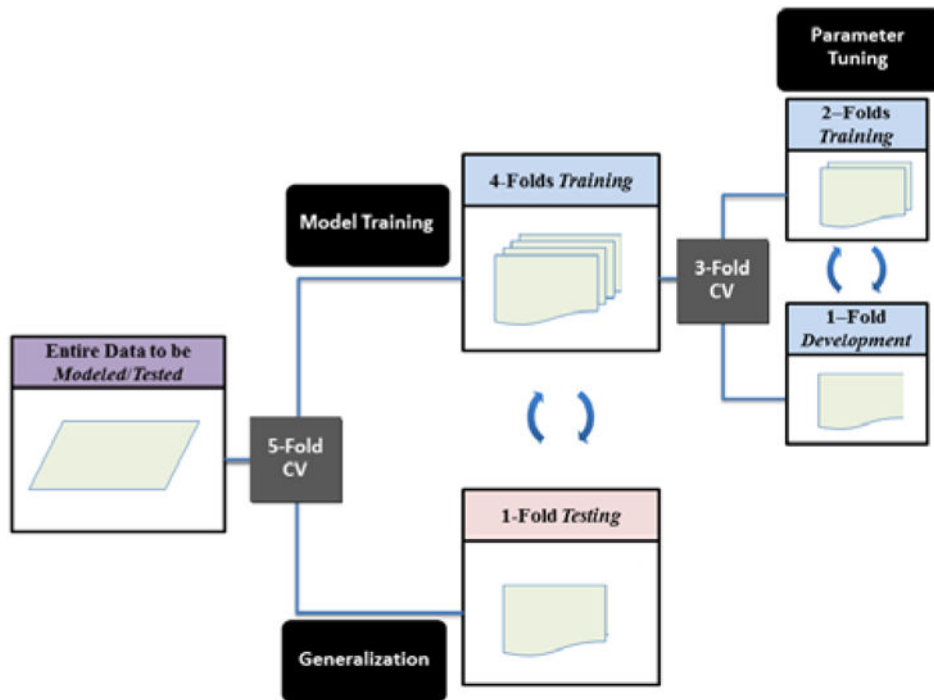 Parameter
Tuning
2–Folds
Training
4-Folds Training
Model Training
3-Fold
CV
1–Fold
Development
Entire Data to be
Modeled/Tested
5-Fold
CV
1-Fold Testing
Generalization